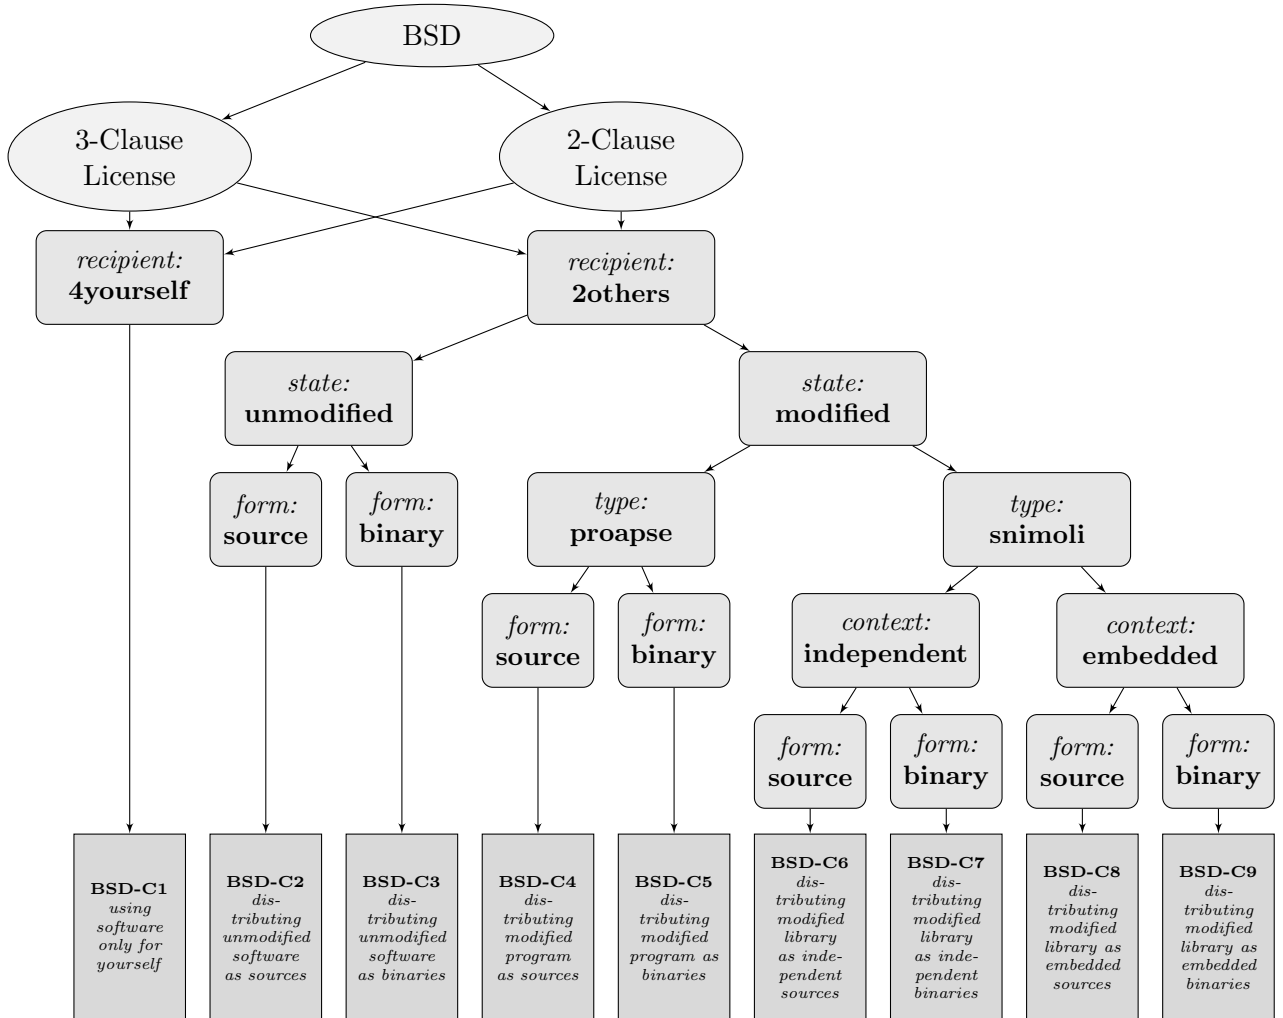 BSD
3-Clause
License
2-Clause
License
recipient:
4yourself
recipient:
2others
state:
unmodified
state:
modified
form:
source
form:
binary
type:
proapse
type:
snimoli
form:
source
form:
binary
context:
independent
context:
embedded
form:
source
form:
binary
form:
source
form:
binary
BSD-C1
using
software
only for
yourself
BSD-C2
dis-
tributing
unmodified
software
as sources
BSD-C3
dis-
tributing
unmodified
software
as binaries
BSD-C4
dis-
tributing
modified
program
as sources
BSD-C5
dis-
tributing
modified
program as
binaries
BSD-C6
dis-
tributing
modified
library
as inde-
pendent
sources
BSD-C7
dis-
tributing
modified
library
as inde-
pendent
binaries
BSD-C8
dis-
tributing
modified
library as
embedded
sources
BSD-C9
dis-
tributing
modified
library as
embedded
binaries